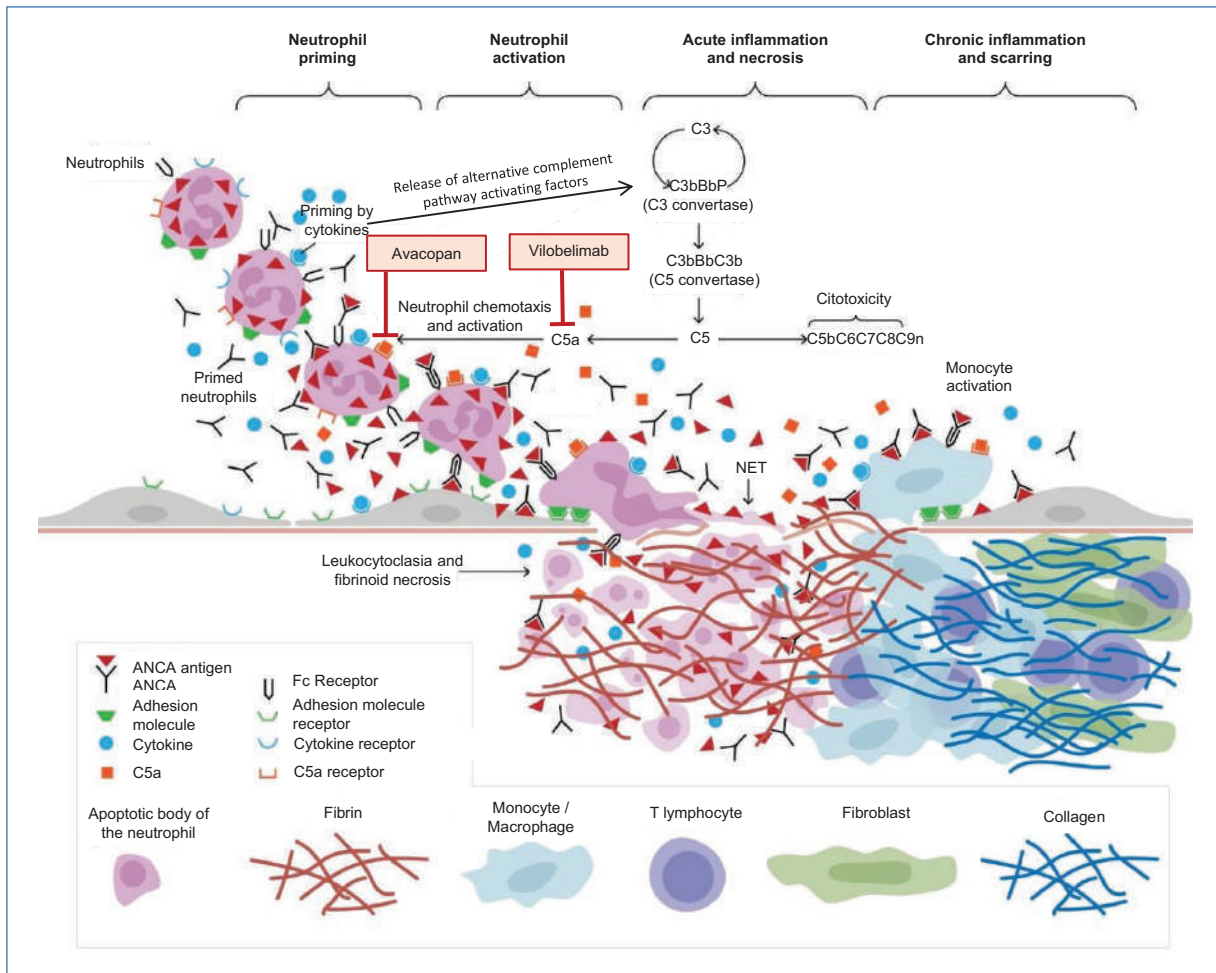 Neutrophil
priming
Neutrophil
activation
Acute inflammation
and necrosis
Chronic inflammation
and scarring
Neutrophils
C3
Release of alternative complement
pathway activating factors
C3bBbP
(C3 convertase)
Priming by
cytokines
Avacopan
Vilobelimab
C3bBbC3b
(C5 convertase)
Citotoxicity
Neutrophil chemotaxis
and activation
C5a
C5
C5bC6C7C8C9n
Primed
neutrophils
Monocyte
activation
NET
Leukocytoclasia and
fibrinoid necrosis
ANCA antigen
ANCA
Adhesion
molecule
Cytokine
C5a
Fc Receptor
Adhesion molecule
receptor
Cytokine receptor
C5a receptor
Apoptotic body of
the neutrophil
Fibrin
Monocyte /
Macrophage
T lymphocyte
Fibroblast
Collagen